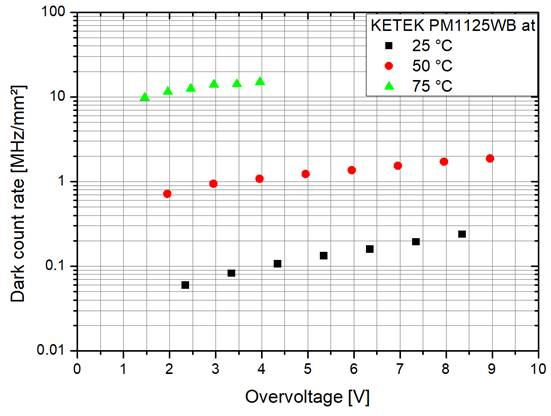 KETEK PM1125WB at
25 °C
50 °C
75 °C
Dark count rate [MHz/mm²]
100
10
1
0.1
0.01
0 1 2 3 4 5 6 7 8 9 10
Overvoltage [V]